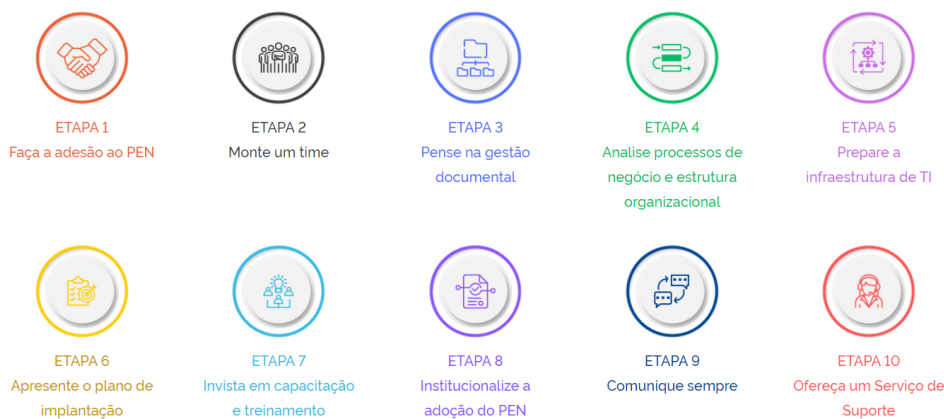 ETAPA 1
Faça a adesão ao PEN
ETAPA 2
Monte um time
ETAPA 3
Pense na gestão
documental
ETAPA 4
Analise processos de
negócio e estrutura
organizacional
ETAPA 5
Prepare a
infraestrutura de TI
ETAPA 6
Apresente o plano de
implantação
ETAPA 7
Invista em capacitação
e treinamento
ETAPA 8
Institucionalize a
adoção do PEN
ETAPA 9
Comunique sempre
ETAPA 10
Ofereça um Serviço de
Suporte